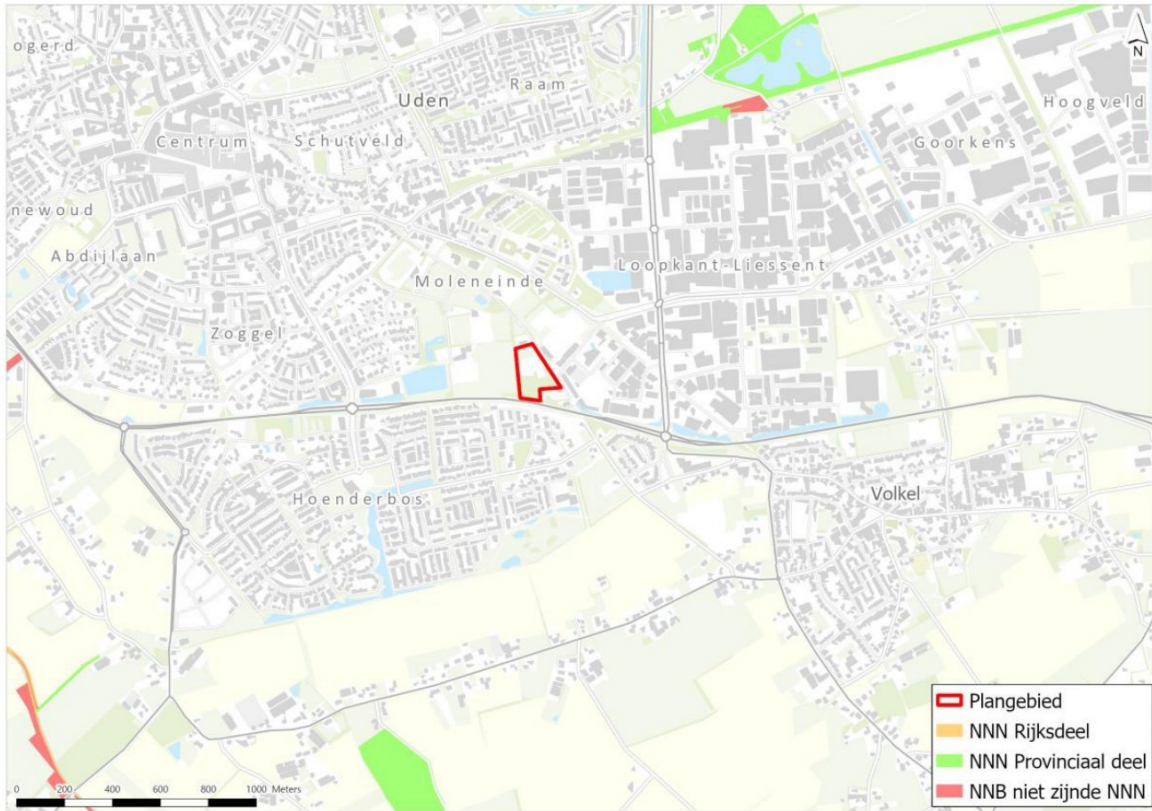 ogerd
Raam
Uden
N
Hoogveld
Centrum
Schutveld
Goorkens
newoud
Abdijlaan
Loopkant-Liessent
Moleneinde
Zoggel
Hoenderbos
Volkel
Plangebied
NNN Rijksdeel
NNN Provinciaal deel
NNB niet zijnde NNN
0 200 400 600 800 1000 Meters